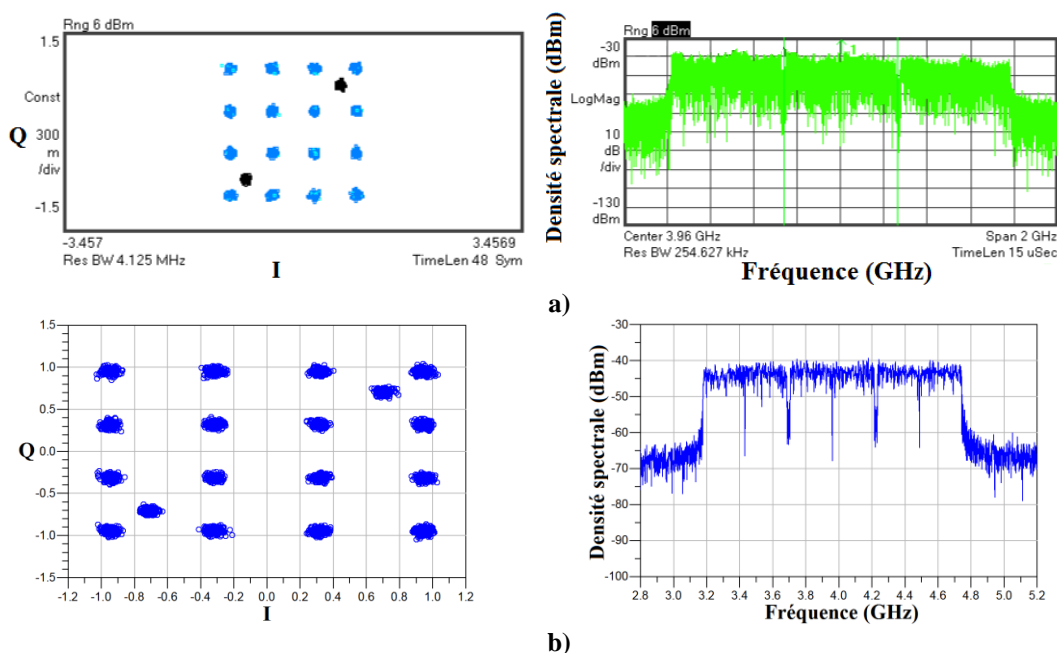 Rng 6 dBm
1.5
Const
Q
300
m
/div
-1.5
-3.457
3.4569
Res BW 4.125 MHz
TimeLen 48 Sym
I
Densité spectrale (dBm)
Rng 6 dBm
-30
dBm
LogMag
10
dB
/div
-130
dBm
1
Center 3.96 GHz
Span 2 GHz
Res BW 254.627 kHz
TimeLen 15 uSec
Fréquence (GHz)
a)
Q
1.5
1.0
0.5
0.0
-0.5
-1.0
-1.5
-1.2 -1.0 -0.8 -0.6 -0.4 -0.2 0.0 0.2 0.4 0.6 0.8 1.0 1.2
I
Densité spectrale (dBm)
-30
-40
-50
-60
-70
-80
-90
-100
2.8 3.0 3.2 3.4 3.6 3.8 4.0 4.2 4.4 4.6 4.8 5.0 5.2
Fréquence (GHz)
b)